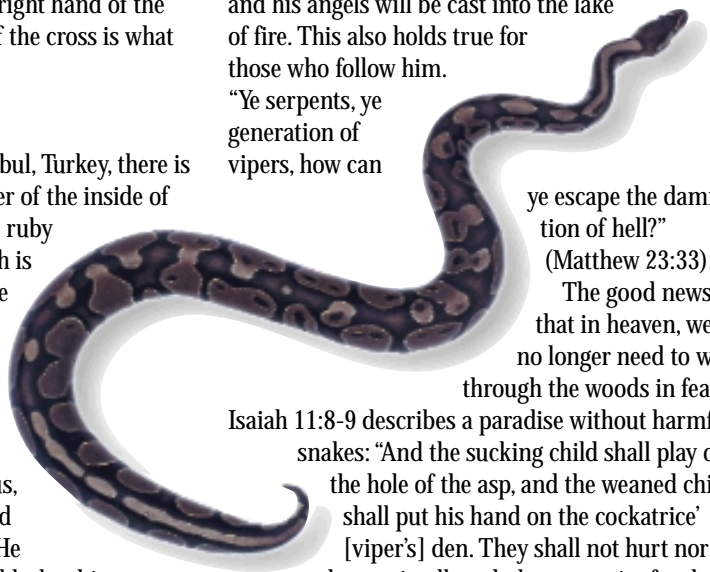 right hand of the
f the cross is what
bul, Turkey, there is
er of the inside of
ruby
h is
e
us,
d
He
and his angels will be cast into the lake
of fire. This also holds true for
those who follow him.
“Ye serpents, ye
generation of
vipers, how can
ye escape the dam
tion of hell?”
(Matthew 23:33)
The good news
that in heaven, we
no longer need to w
through the woods in fea
Isaiah 11:8-9 describes a paradise without harmf
snakes: “And the sucking child shall play o
the hole of the asp, and the weaned chi
shall put his hand on the cockatrice’
[viper’s] den. They shall not hurt nor